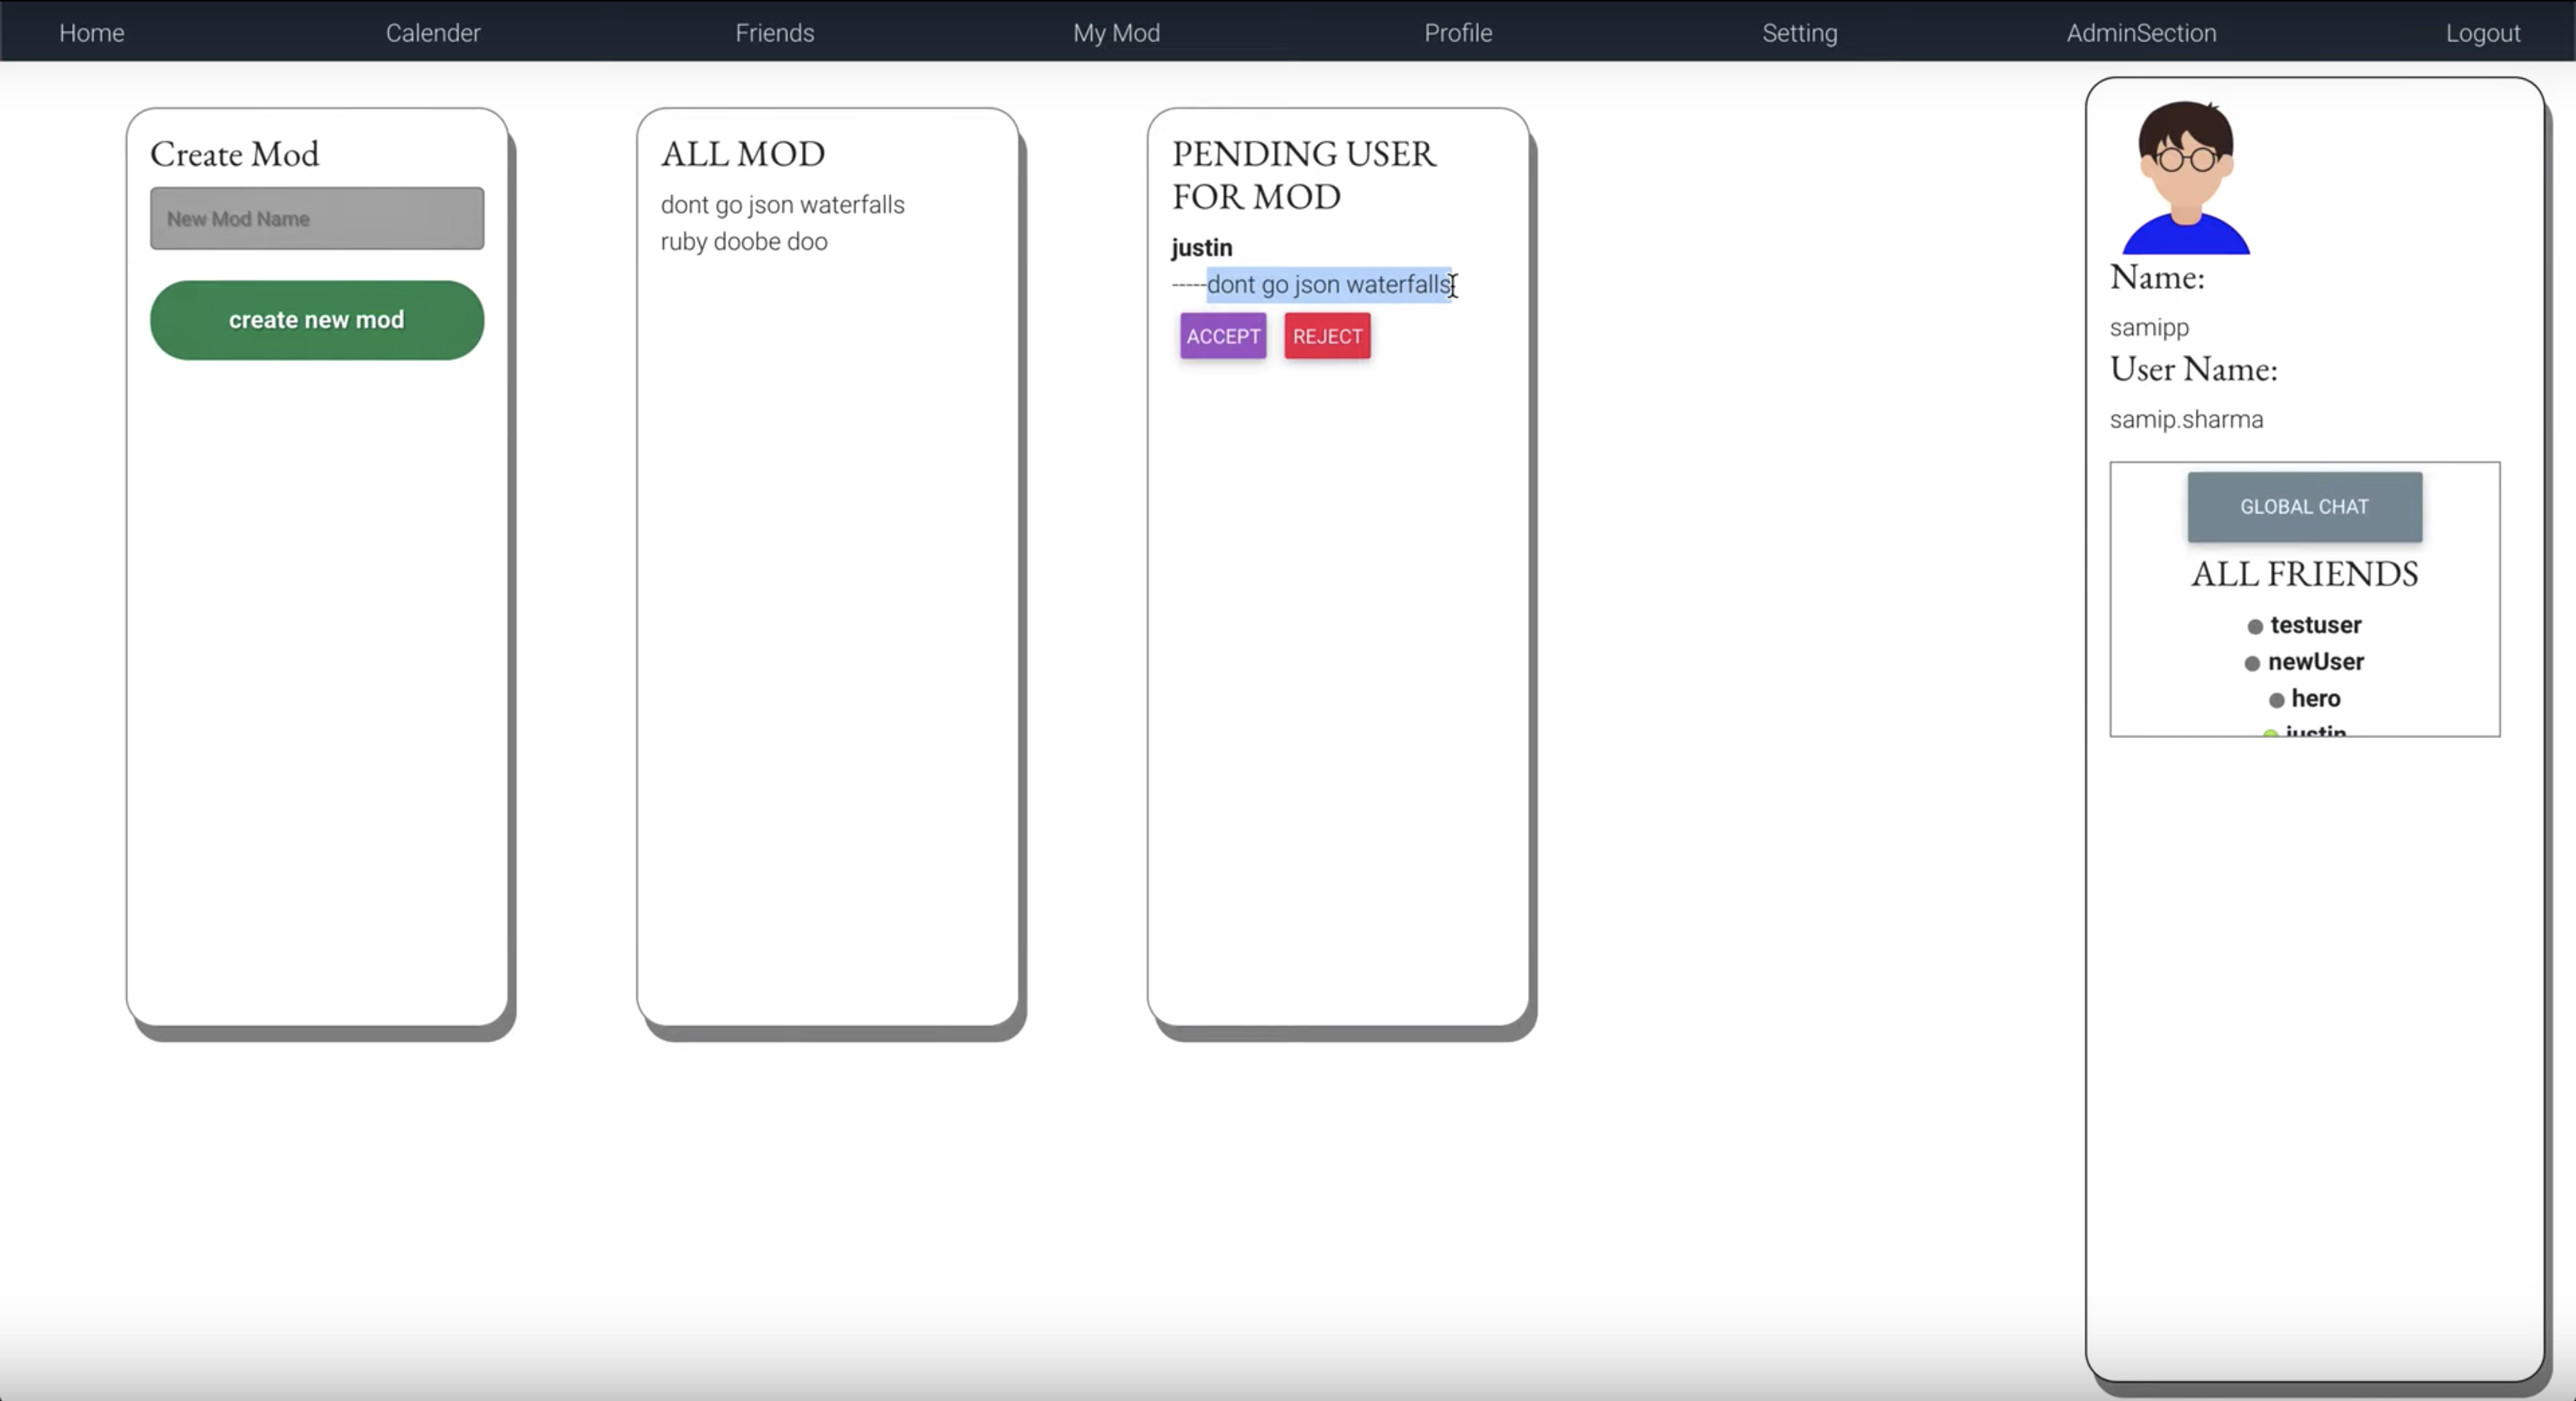 Home Calender Friends My Mod Profile Setting AdminSection Logout
Create Mod
New Mod Name
create new mod
ALL MOD
dont go json waterfalls
ruby doobe doo
PENDING USER
FOR MOD
justin
-----dont go json waterfalls
ACCEPT REJECT
Name:
samipp
User Name:
samip.sharma
GLOBAL CHAT
ALL FRIENDS
testuser
newUser
hero
justin